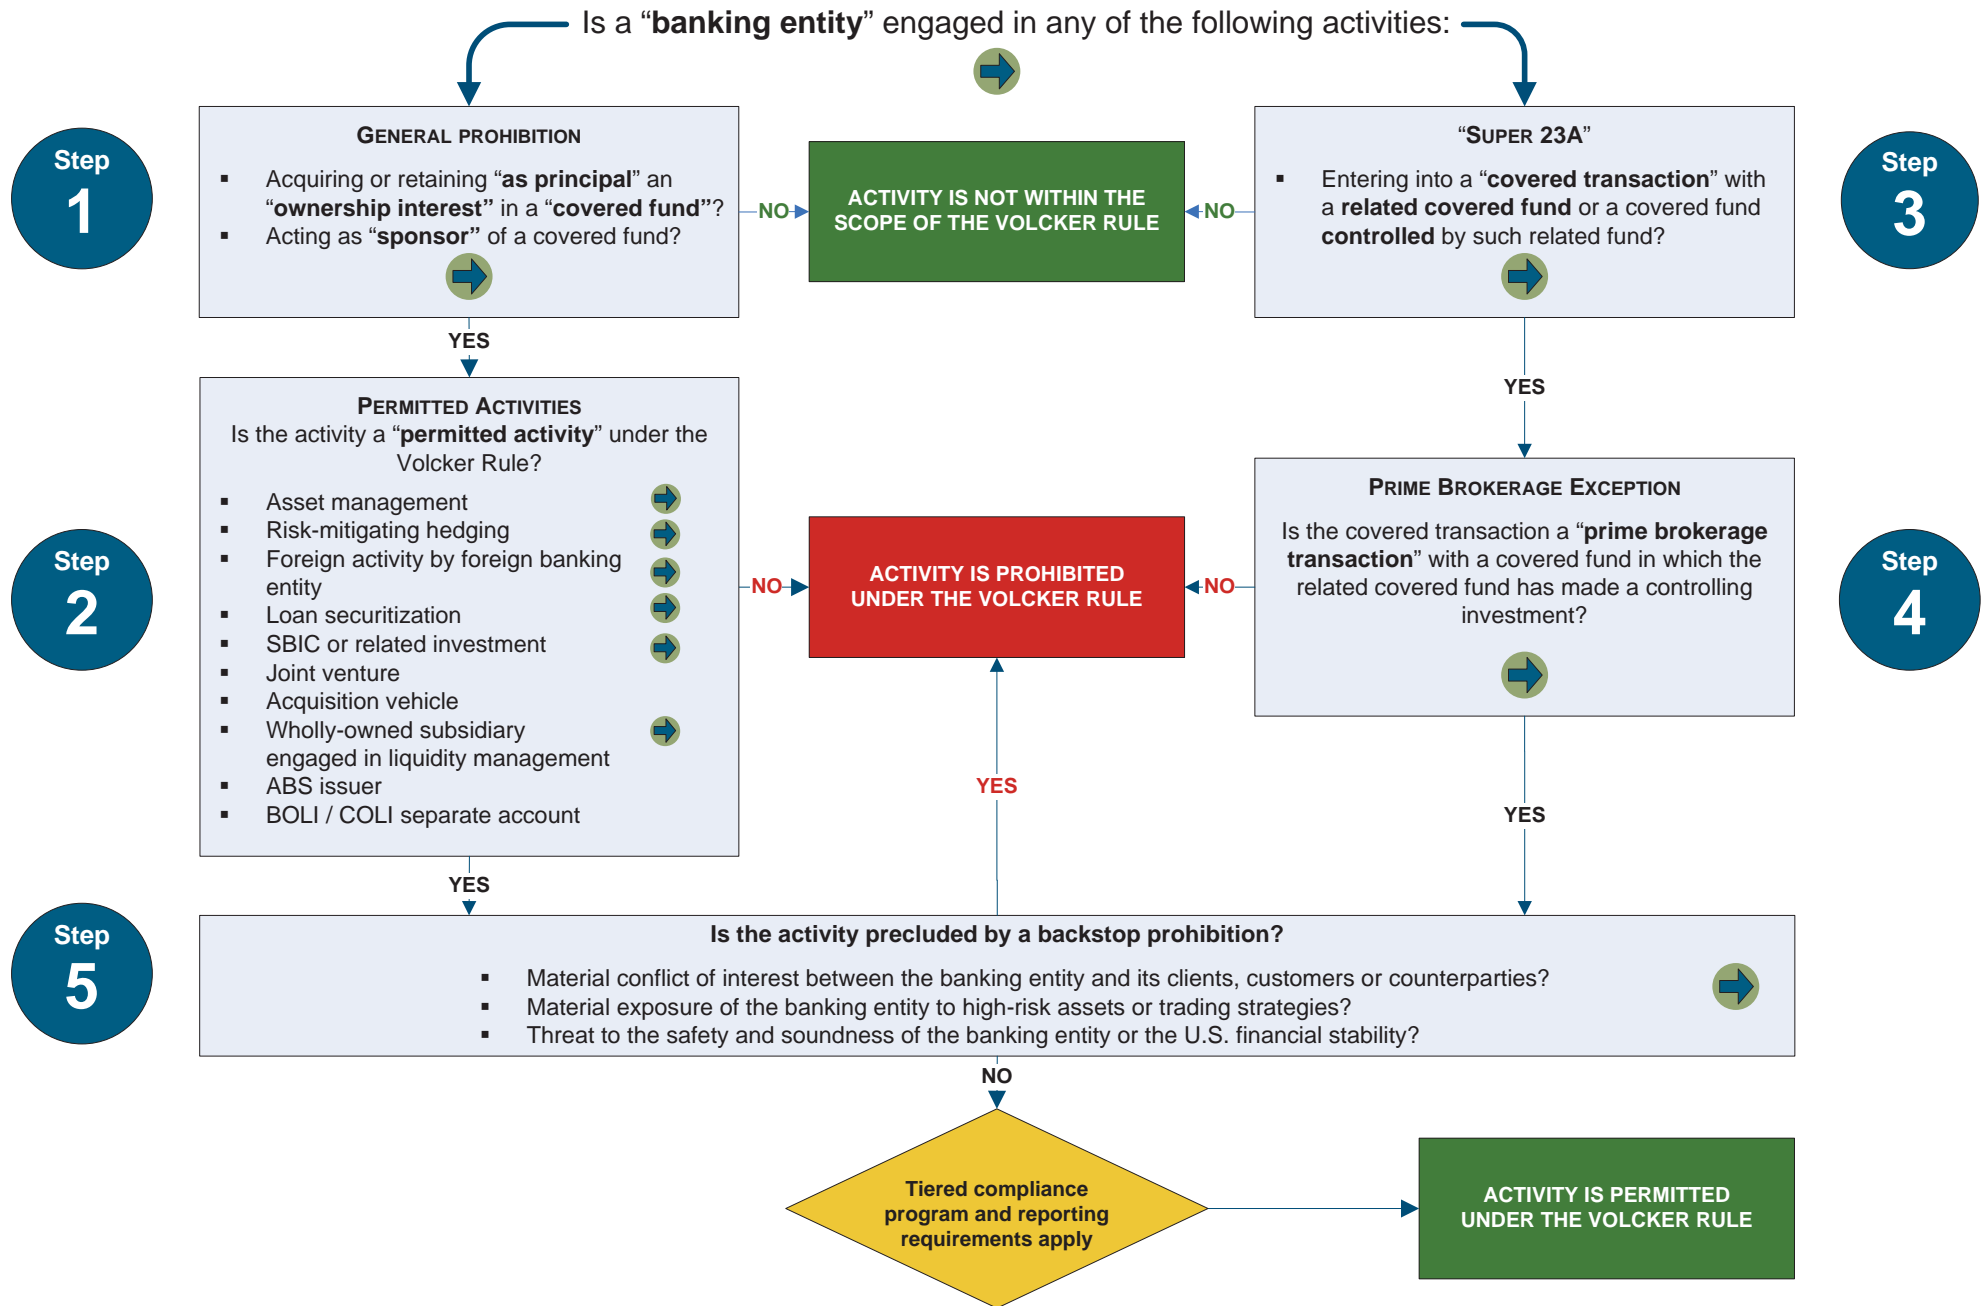 Is a “banking entity” engaged in any of the following activities:
Step
1
GENERAL PROHIBITION
▪ Acquiring or retaining “as principal” an
“ownership interest” in a “covered fund”?
▪ Acting as “sponsor” of a covered fund?
NO
ACTIVITY IS NOT WITHIN THE
SCOPE OF THE VOLCKER RULE
NO
“SUPER 23A”
▪ Entering into a “covered transaction” with
a related covered fund or a covered fund
controlled by such related fund?
Step
3
YES
YES
Step
2
PERMITTED ACTIVITIES
Is the activity a “permitted activity” under the
Volcker Rule?
▪ Asset management
▪ Risk-mitigating hedging
▪ Foreign activity by foreign banking
entity
▪ Loan securitization
▪ SBIC or related investment
▪ Joint venture
▪ Acquisition vehicle
▪ Wholly-owned subsidiary
engaged in liquidity management
▪ ABS issuer
▪ BOLI / COLI separate account
NO
ACTIVITY IS PROHIBITED
UNDER THE VOLCKER RULE
NO
PRIME BROKERAGE EXCEPTION
Is the covered transaction a “prime brokerage
transaction” with a covered fund in which the
related covered fund has made a controlling
investment?
Step
4
YES
YES
YES
Step
5
Is the activity precluded by a backstop prohibition?
▪ Material conflict of interest between the banking entity and its clients, customers or counterparties?
▪ Material exposure of the banking entity to high-risk assets or trading strategies?
▪ Threat to the safety and soundness of the banking entity or the U.S. financial stability?
NO
Tiered compliance
program and reporting
requirements apply
ACTIVITY IS PERMITTED
UNDER THE VOLCKER RULE